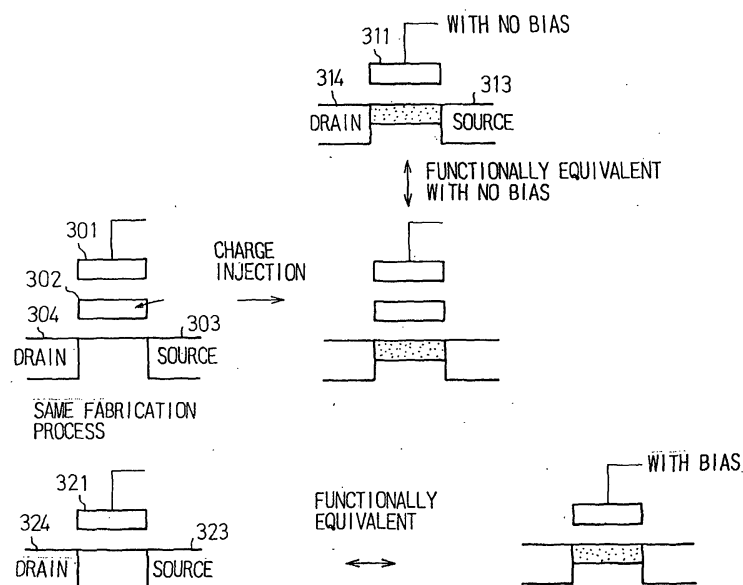 311
WITH NO BIAS
314
313
DRAIN
SOURCE
FUNCTIONALLY EQUIVALENT
WITH NO BIAS
301
CHARGE
INJECTION
302
304
303
DRAIN
SOURCE
SAME FABRICATION
PROCESS
321
WITH BIAS
324
323
FUNCTIONALLY
EQUIVALENT
DRAIN
SOURCE